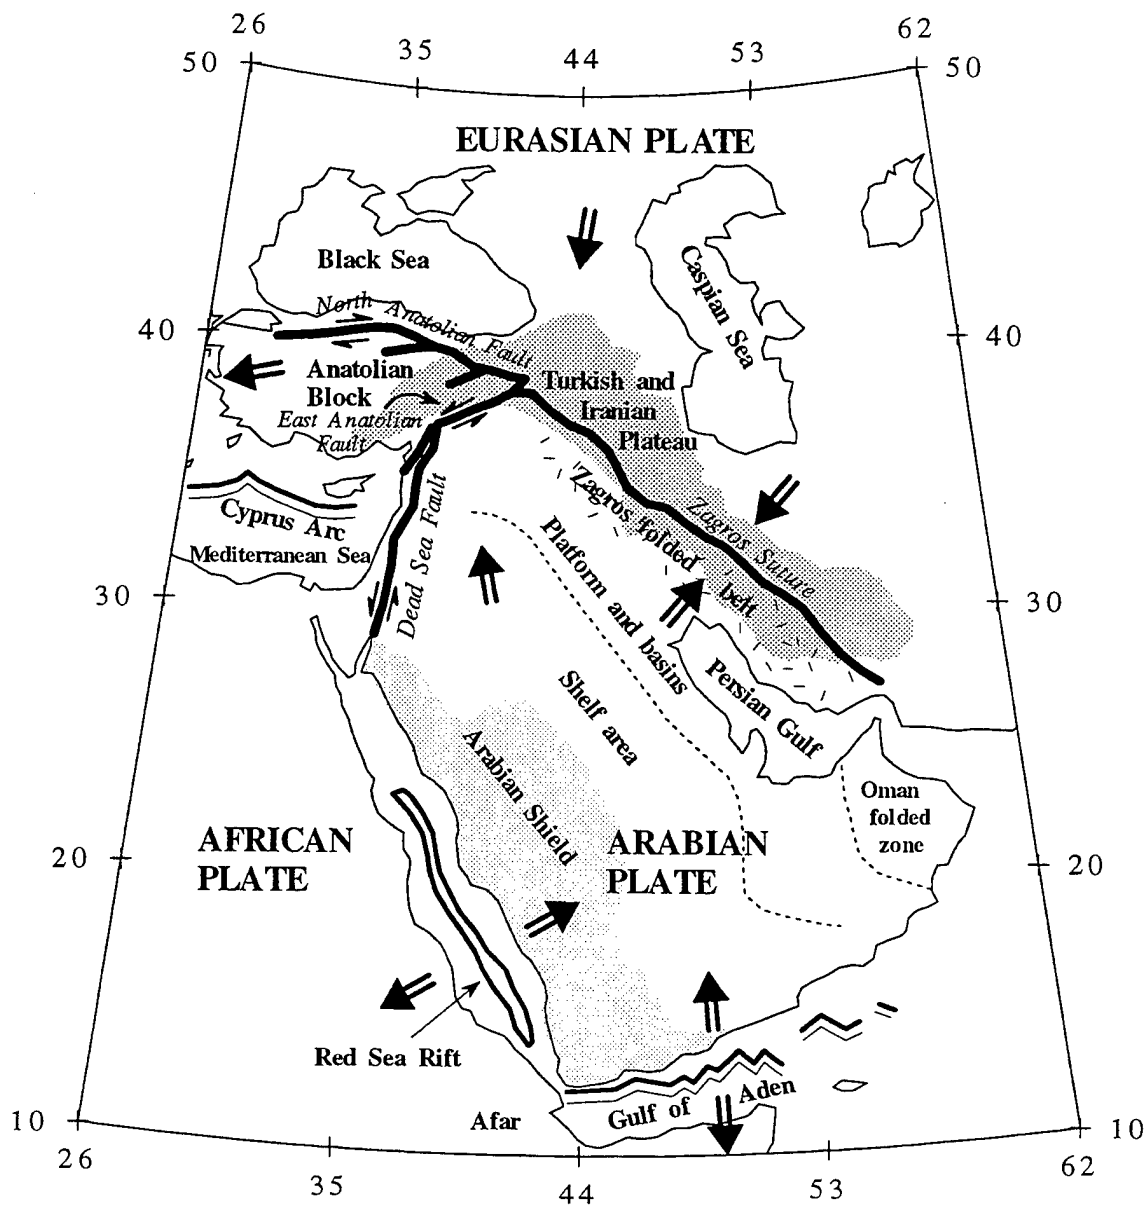 26
35
44
53
62
50
50
EURASIAN PLATE
Black Sea
Caspian Sea
North Anatolian Fault
40
40
Anatolian
Block
East Anatolian
Fault
Turkish and
Iranian
Plateau
Zagros folded belt
Zagros Suture
Cyprus Arc
Mediterranean Sea
Dead Sea Fault
Platform and basins
30
30
Persian Gulf
Shelf area
Arabian Shield
Oman
folded
zone
AFRICAN
PLATE
ARABIAN
PLATE
20
20
Red Sea Rift
Afar
Gulf of Aden
10
10
26
35
44
53
62